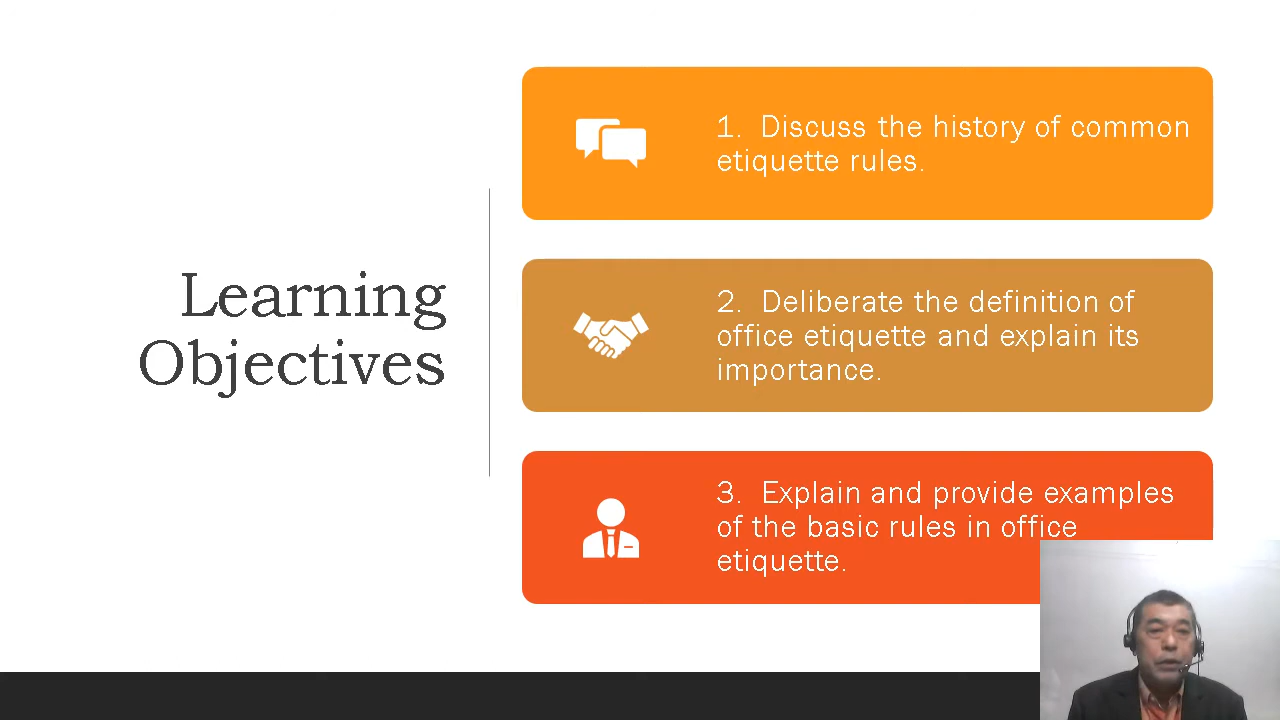 Learning
Objectives
1. Discuss the history of common
etiquette rules.
2. Deliberate the definition of
office etiquette and explain its
importance.
3. Explain and provide examples
of the basic rules in office
etiquette.